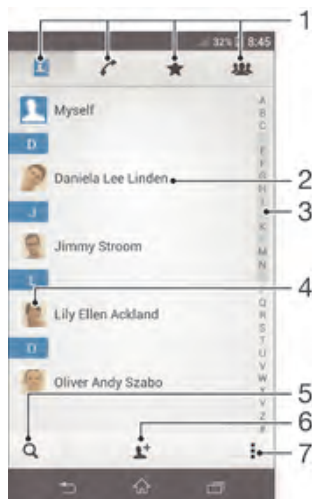 1
32% 8:45
Myself
A
B
C
D
E
F
G
H
I
Daniela Lee Linden
2
3
J
K
Jimmy Stroom
M
N
L
4
Lily Ellen Ackland
Q
R
S
T
U
V
W
O
Oliver Andy Szabo
Y
Z
#
5
6
7